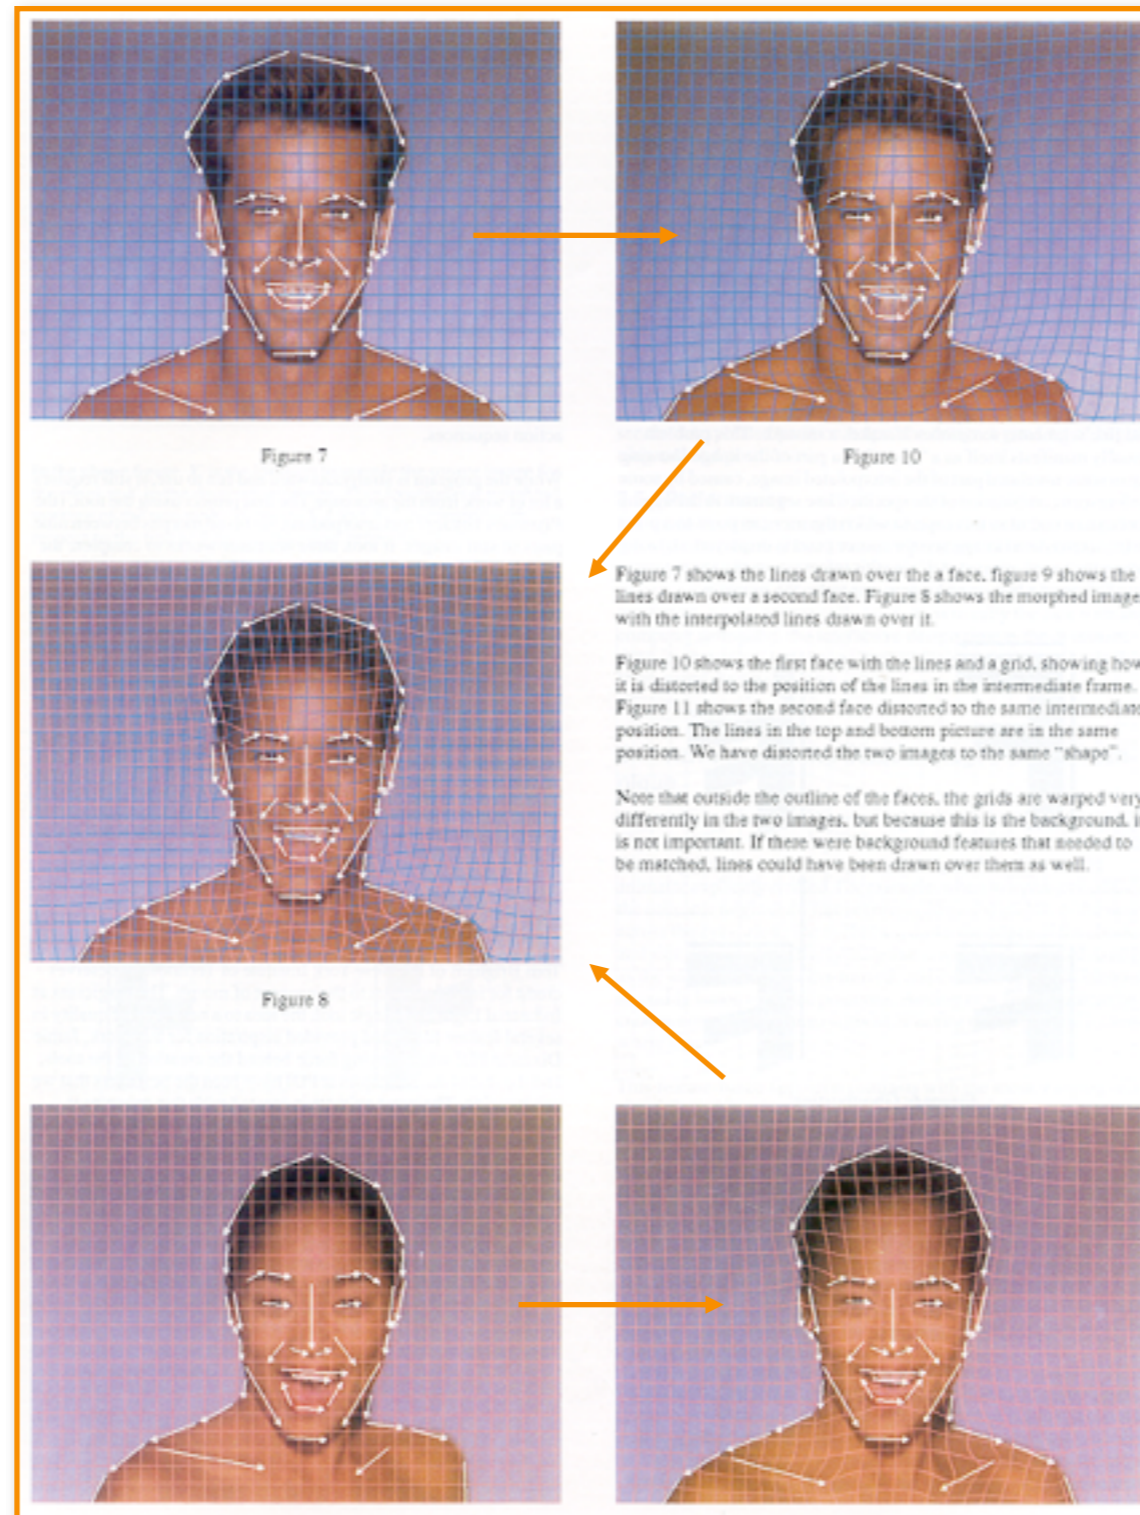 Figure 7
Figure 10
Figure 7 shows the lines drawn over the a face, figure 9 shows the
lines drawn over a second face. Figure 8 shows the morphed image,
with the interpolated lines drawn over it.
Figure 10 shows the first face with the lines and a grid, showing how
it is distorted to the position of the lines in the intermediate frame.
Figure 11 shows the second face distorted to the same intermediate
position. The lines in the top and bottom picture are in the same
position. We have distorted the two images to the same "shape".
Note that outside the outline of the faces, the grids are warped very
differently in the two images, but because this is the background, it
is not important. If there were background features that needed to
be matched, lines could have been drawn over them as well.
Figure 8